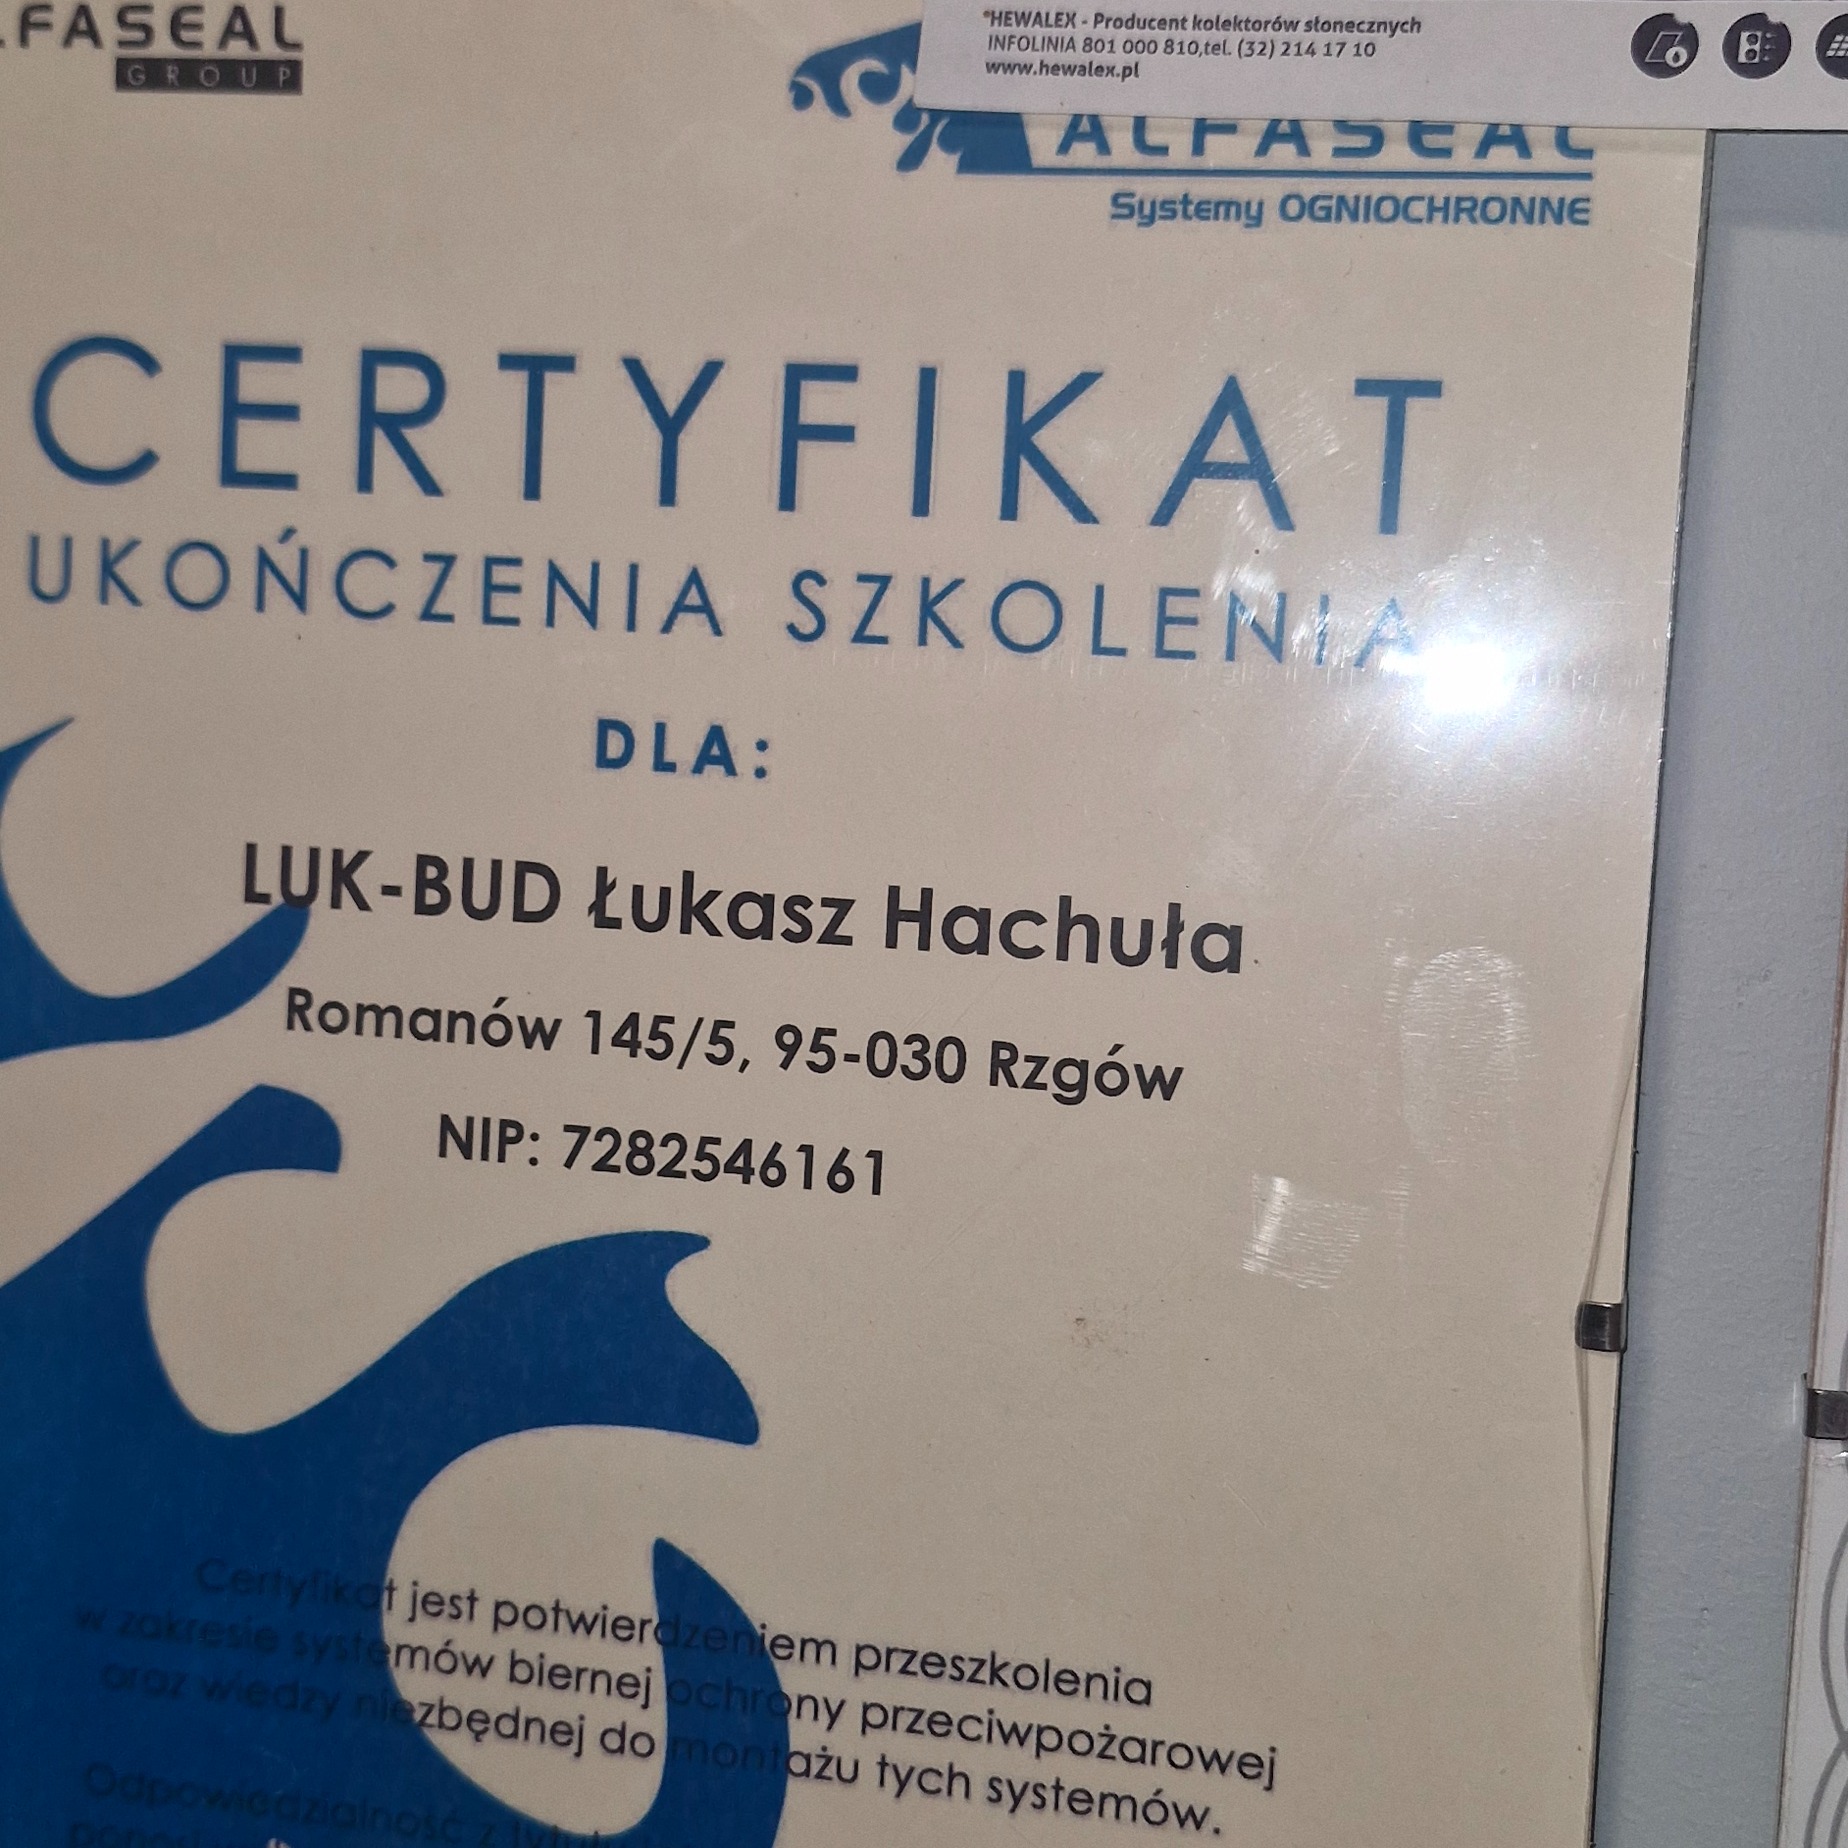 LFASEAL
GROUP
*HEWALEX - Producent kolektorów słonecznych
INFOLINIA 801 000 810,tel. (32) 214 17 10
www.hewalex.pl
ALFASEAL
Systemy OGNIOCHRONNE
CERTYFIKAT
UKOŃCZENIA SZKOLENIA
DLA:
LUK-BUD Łukasz Hachuła
Romanów 145/5, 95-030 Rzgów
NIP: 7282546161
Certyfikat jest potwierdzeniem przeszkolenia
w zakresie systemów biernej ochrony przeciwpożarowej
oraz wiedzy niezbędnej do montażu tych systemów.
Odpowiedzialność z tytułu